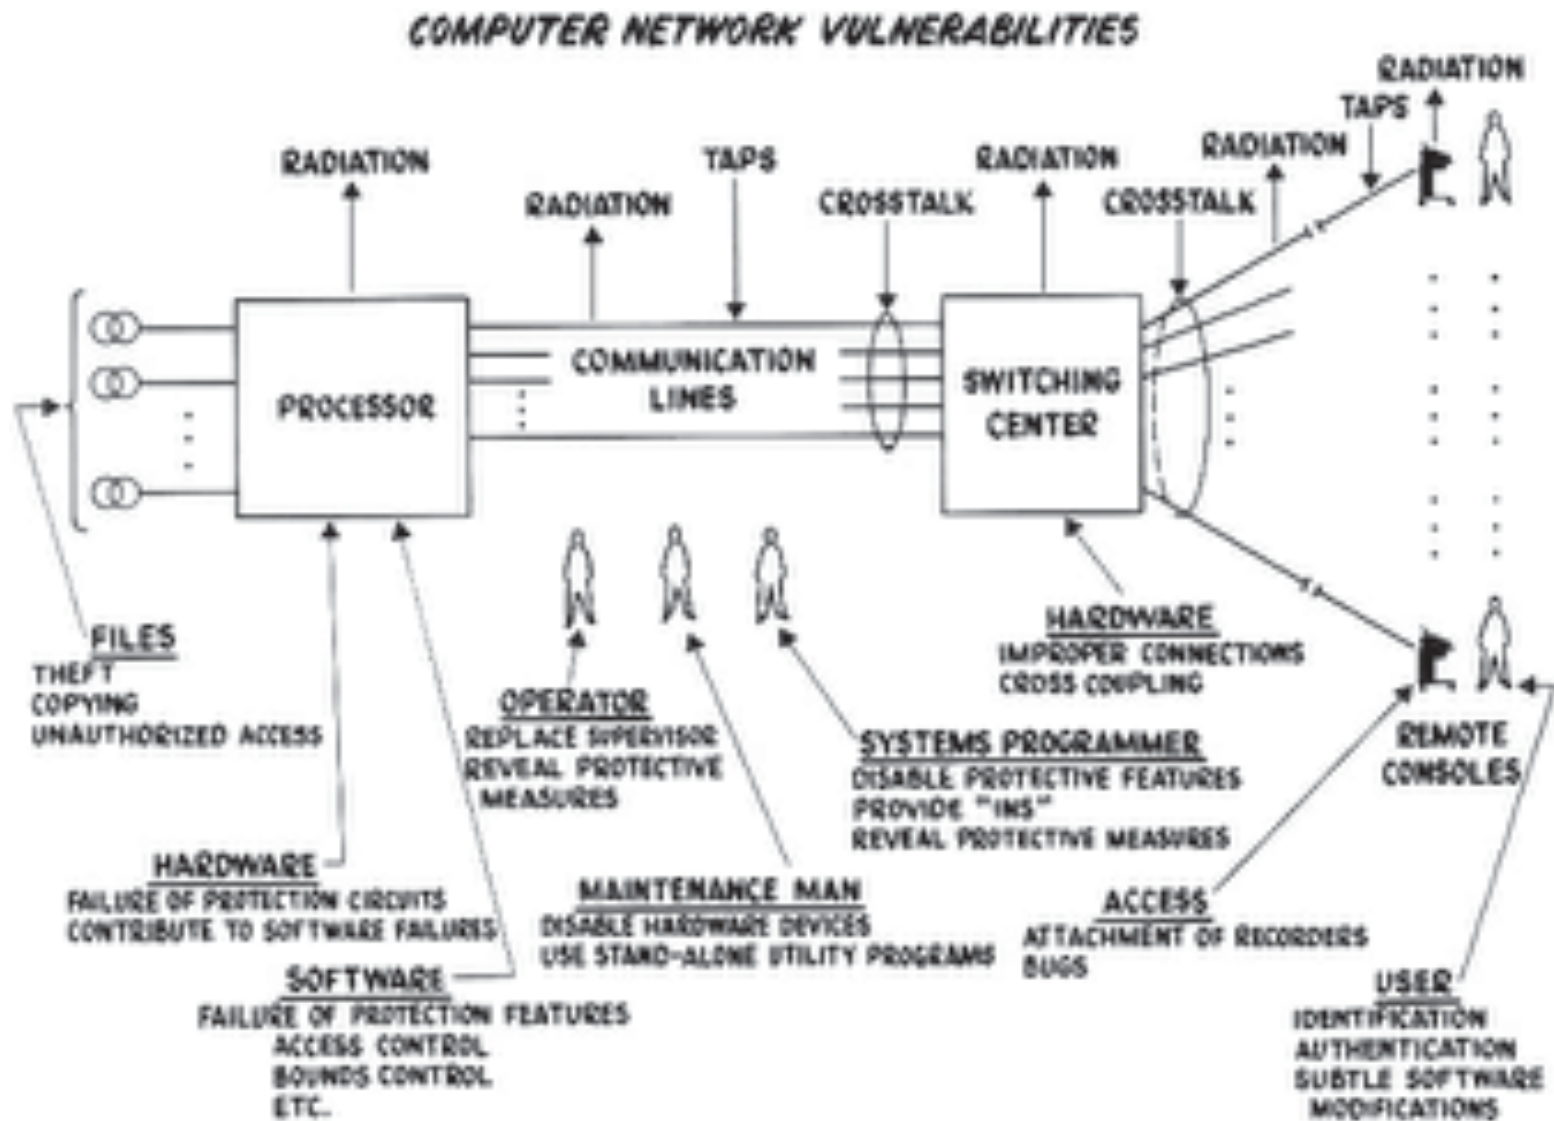 COMPUTER NETWORK VULNERABILITIES
RADIATION
TAPS
RADIATION
RADIATION
TAPS
RADIATION
RADIATION
CROSSTALK
CROSSTALK
PROCESSOR
COMMUNICATION
LINES
SWITCHING
CENTER
FILES
THEFT
COPYING
UNAUTHORIZED ACCESS
OPERATOR
REPLACE SUPERVISOR
REVEAL PROTECTIVE
MEASURES
HARDWARE
IMPROPER CONNECTIONS
CROSS COUPLING
SYSTEMS PROGRAMMER
DISABLE PROTECTIVE FEATURES
PROVIDE "INS"
REVEAL PROTECTIVE MEASURES
REMOTE
CONSOLES
HARDWARE
FAILURE OF PROTECTION CIRCUITS
CONTRIBUTE TO SOFTWARE FAILURES
MAINTENANCE MAN
DISABLE HARDWARE DEVICES
USE STAND-ALONE UTILITY PROGRAMS
ACCESS
ATTACHMENT OF RECORDERS
BUGS
SOFTWARE
FAILURE OF PROTECTION FEATURES
ACCESS CONTROL
BOUNDS CONTROL
ETC.
USER
IDENTIFICATION
AUTHENTICATION
SUBTLE SOFTWARE
MODIFICATIONS